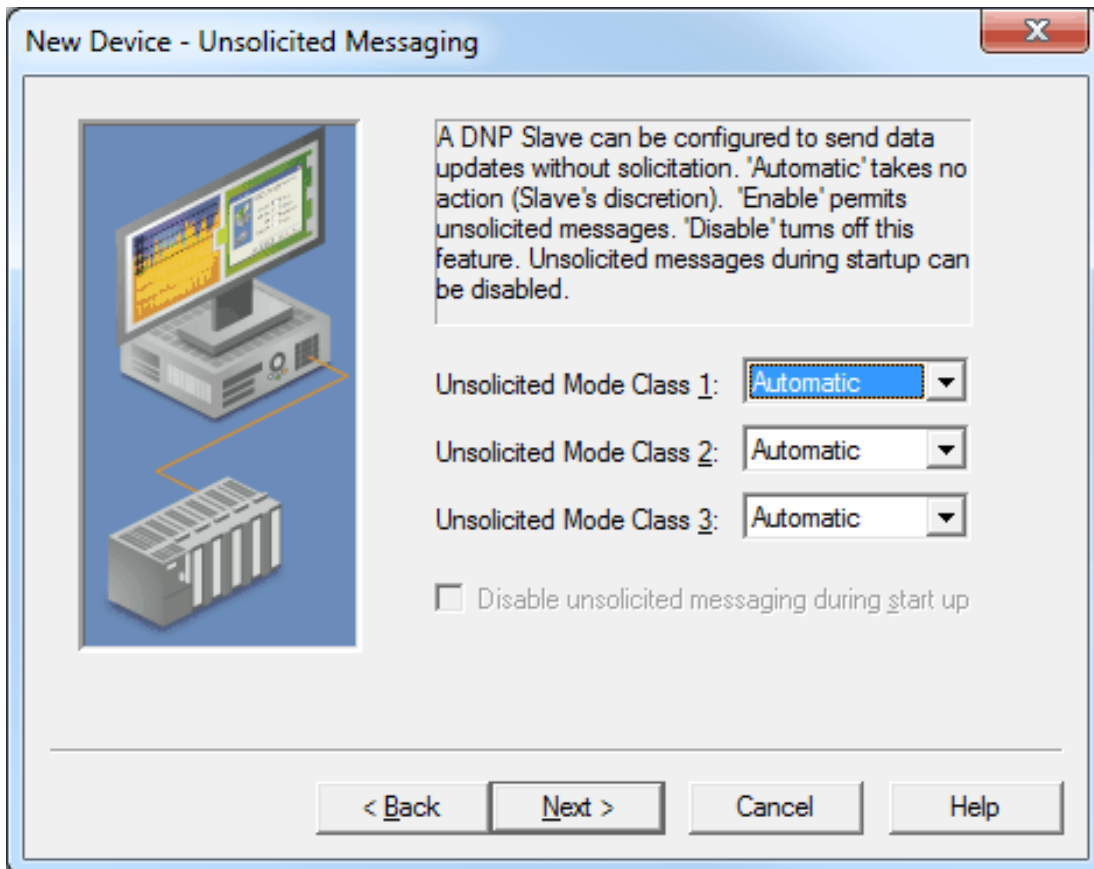 New Device - Unsolicited Messaging
A DNP Slave can be configured to send data
updates without solicitation. 'Automatic' takes no
action (Slave's discretion).  'Enable' permits
unsolicited messages. 'Disable' turns off this
feature. Unsolicited messages during startup can
be disabled.
Unsolicited Mode Class 1: Automatic
Unsolicited Mode Class 2: Automatic
Unsolicited Mode Class 3: Automatic
Disable unsolicited messaging during start up
< Back Next > Cancel Help